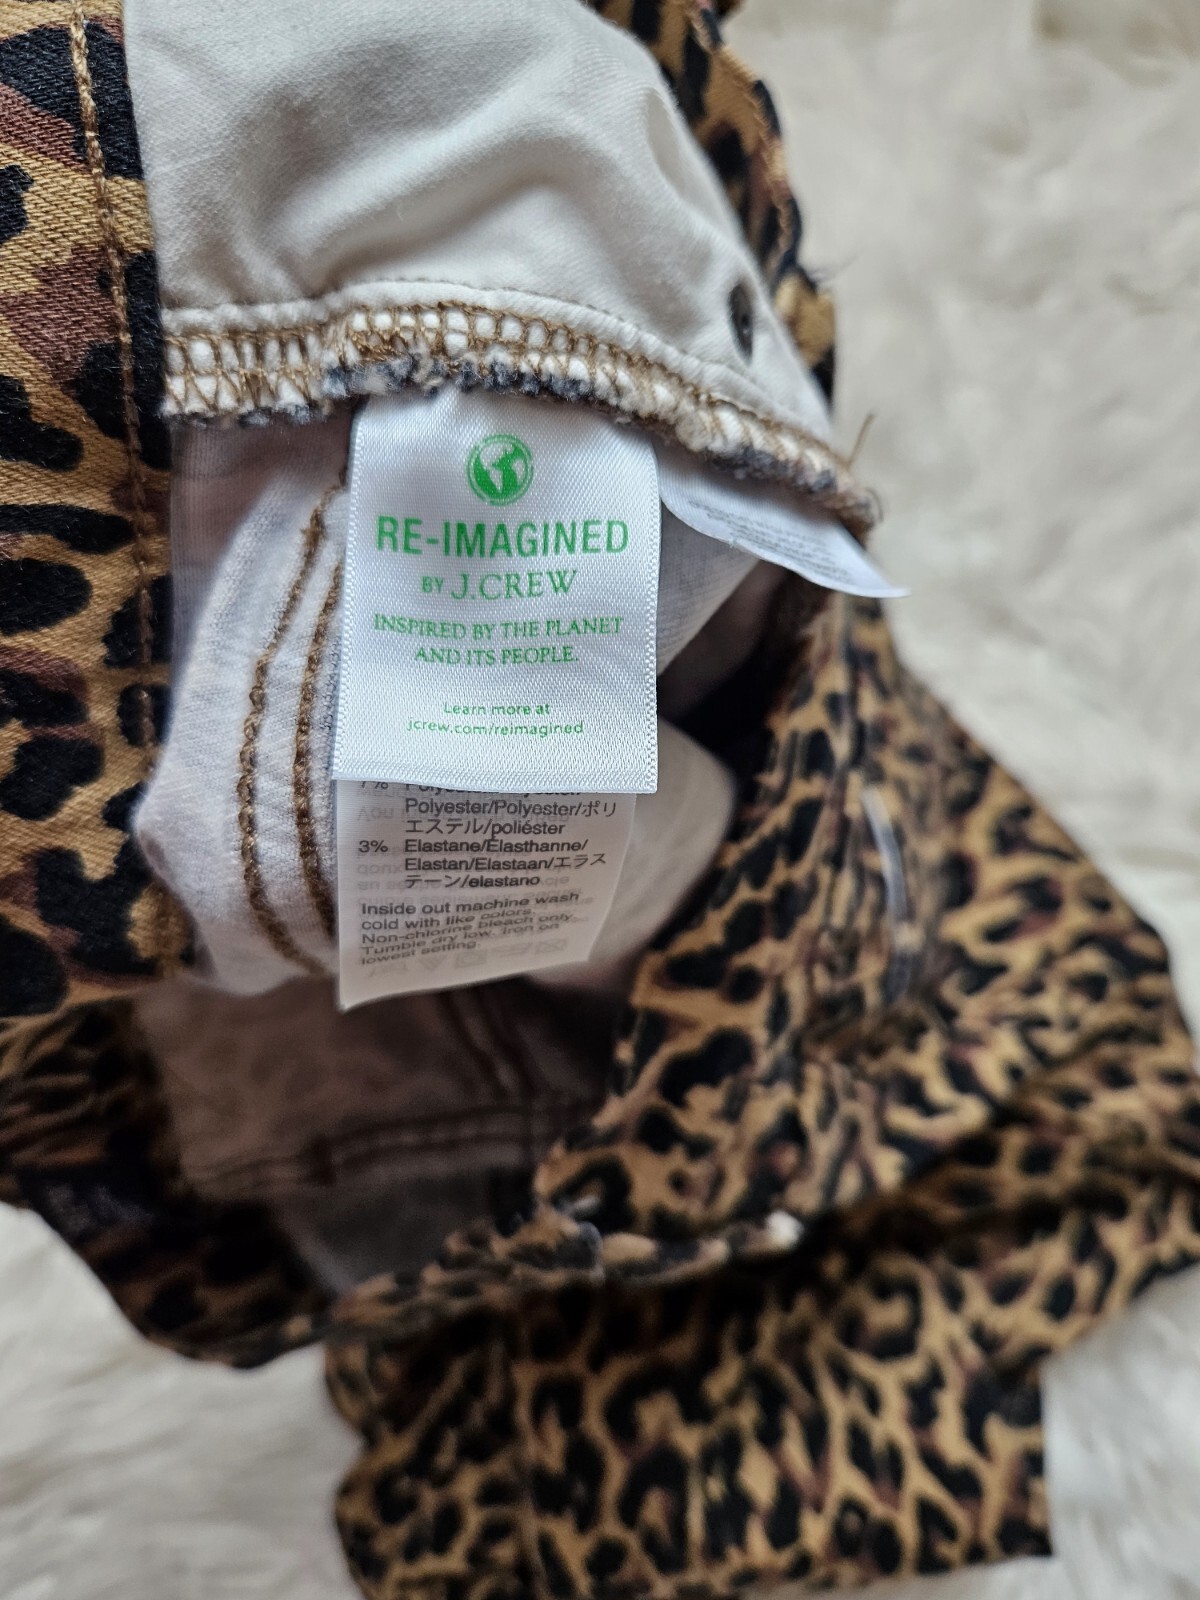 RE-IMAGINED
BY J.CREW
INSPIRED BY THE PLANET
AND ITS PEOPLE.
Learn more at
jcrew.com/reimagined
7%
Polyester/Polyester/ポリ
エステル/poliéster
3% Elastane/Élasthanne/
Elastan/Elastaan/エラス
テーン/elastano
Inside out machine wash
cold with like colors.
Non-chlorine bleach only.
Tumble dry low. Iron on
lowest setting.